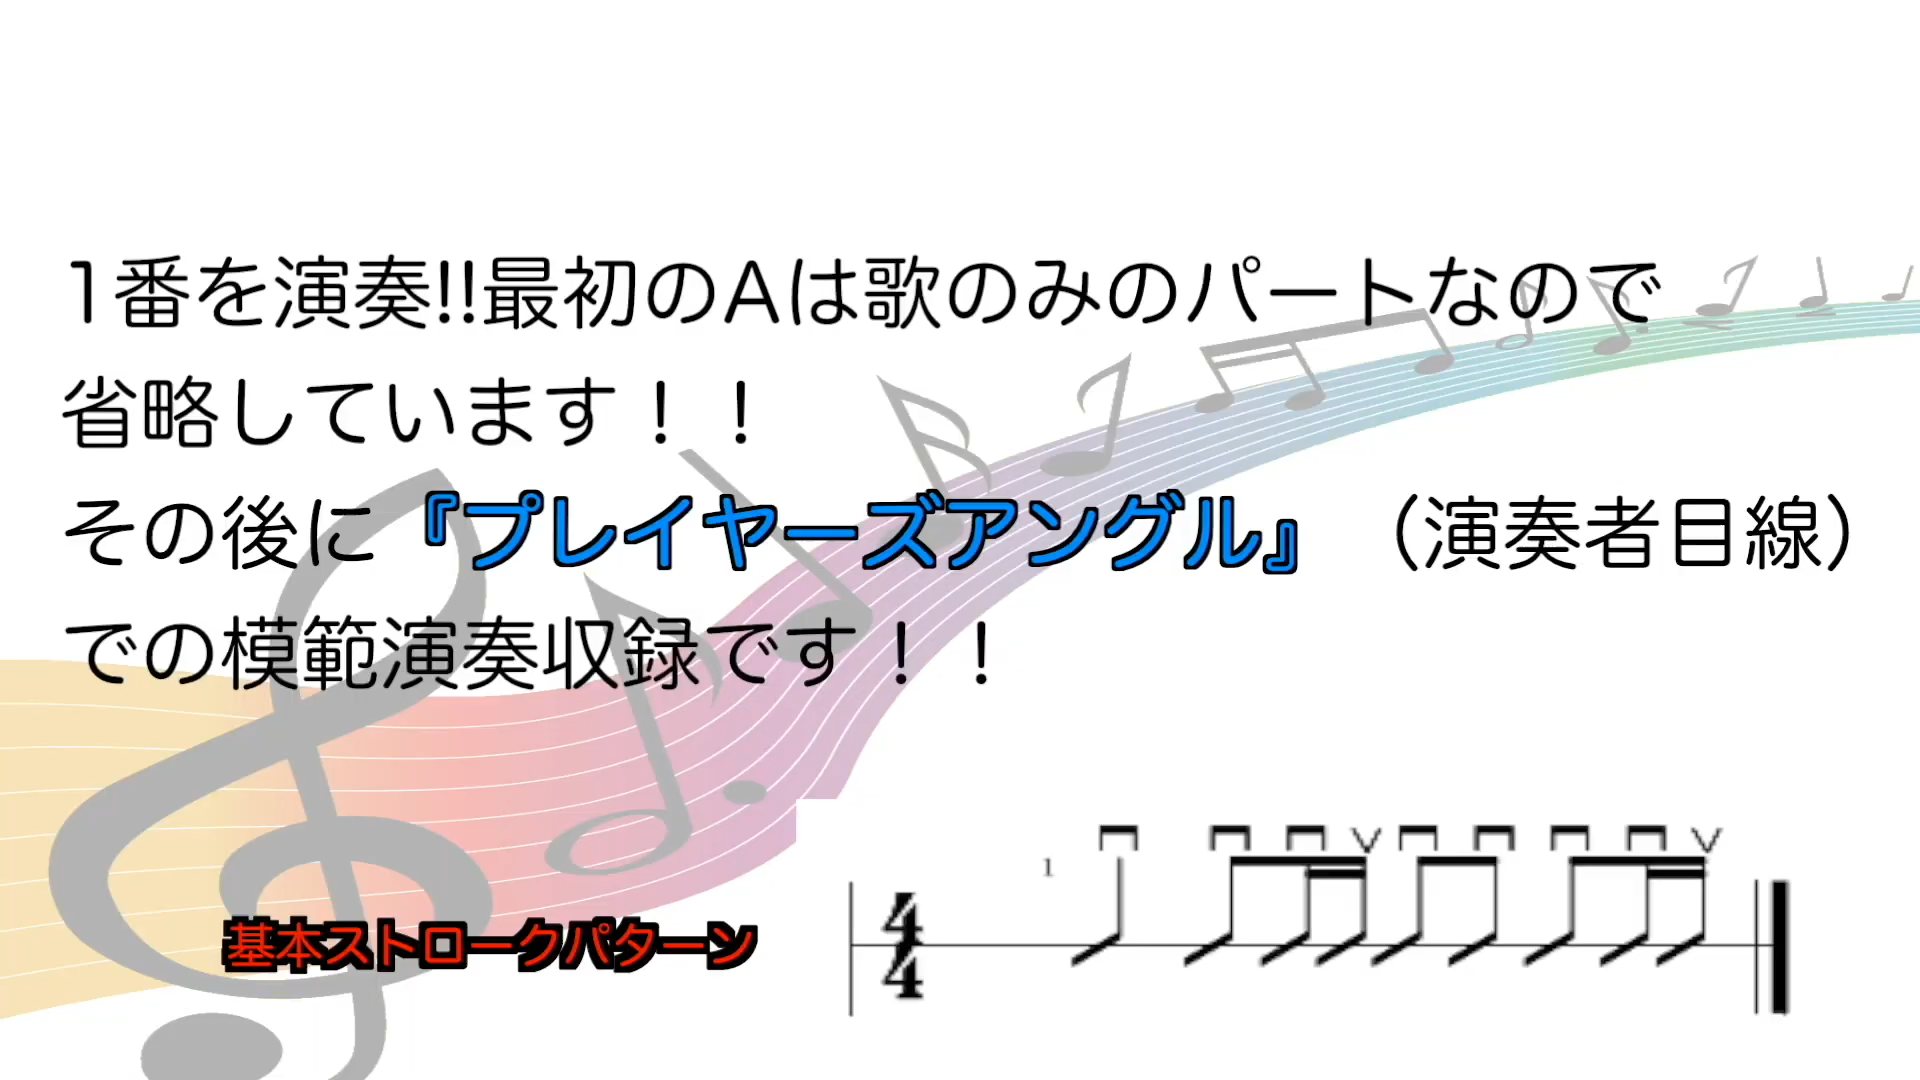 1番を演奏!!最初のAは歌のみのパートなので
省略しています！！
その後に『プレイヤーズアングル』（演奏者目線）
での模範演奏収録です！！
1
基本ストロークパターン
4
4